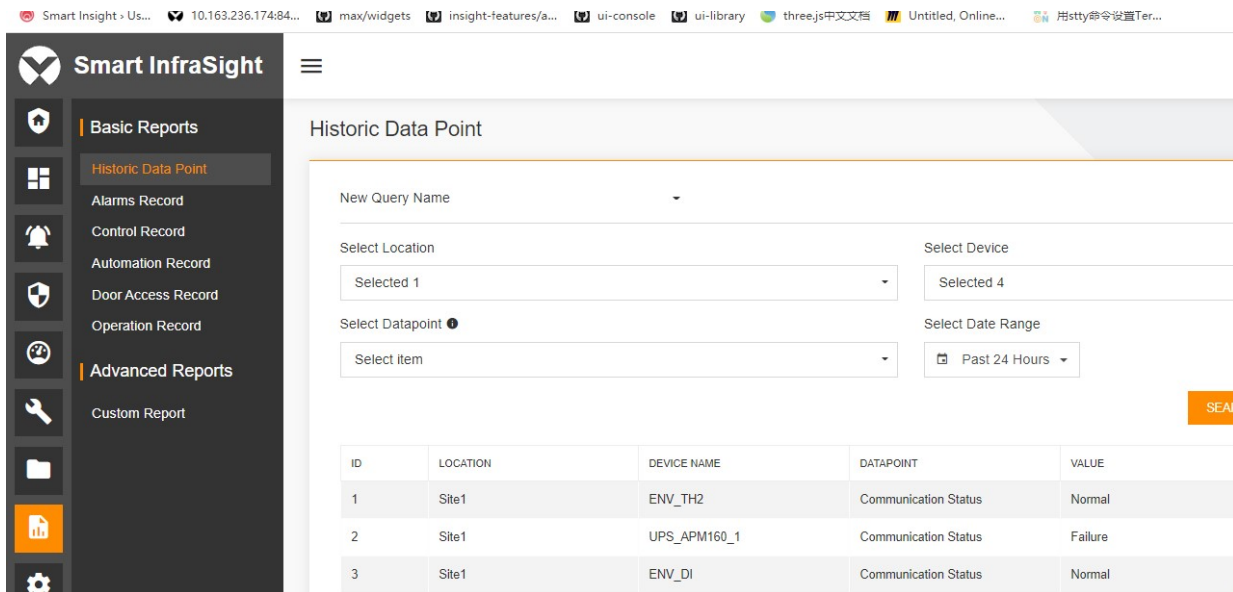 Smart Insight › Us... 10.163.236.174:84... max/widgets insight-features/a... ui-console ui-library three.js中文文档 Untitled, Online... 用stty命令设置Ter...
Smart InfraSight
Basic Reports
Historic Data Point
Alarms Record
Control Record
Automation Record
Door Access Record
Operation Record
Advanced Reports
Custom Report
Historic Data Point
New Query Name
Select Location Select Device
Selected 1 Selected 4
Select Datapoint Select Date Range
Select item Past 24 Hours
ID LOCATION DEVICE NAME DATAPOINT VALUE
1 Site1 ENV_TH2 Communication Status Normal
2 Site1 UPS_APM160_1 Communication Status Failure
3 Site1 ENV_DI Communication Status Normal